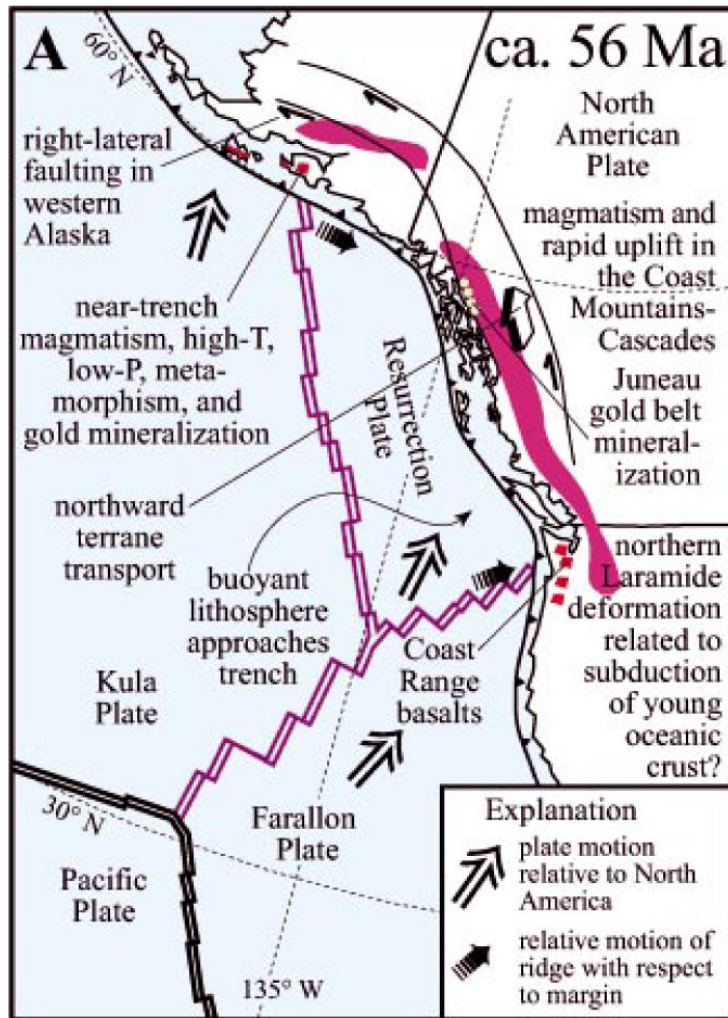 A
ca. 56 Ma
60° N
North
American
Plate
right-lateral
faulting in
western
Alaska
magmatism and
rapid uplift in
the Coast
Mountains-
Cascades
near-trench
magmatism, high-T,
low-P, meta-
morphism, and
gold mineralization
Resurrection
Plate
Juneau
gold belt
mineral-
ization
northward
terrane
transport
buoyant
lithosphere
approaches
trench
northern
Laramide
deformation
related to
subduction
of young
oceanic
crust?
Coast
Range
basalts
Kula
Plate
30° N
Farallon
Plate
Pacific
Plate
135° W
Explanation
plate motion
relative to North
America
relative motion of
ridge with respect
to margin